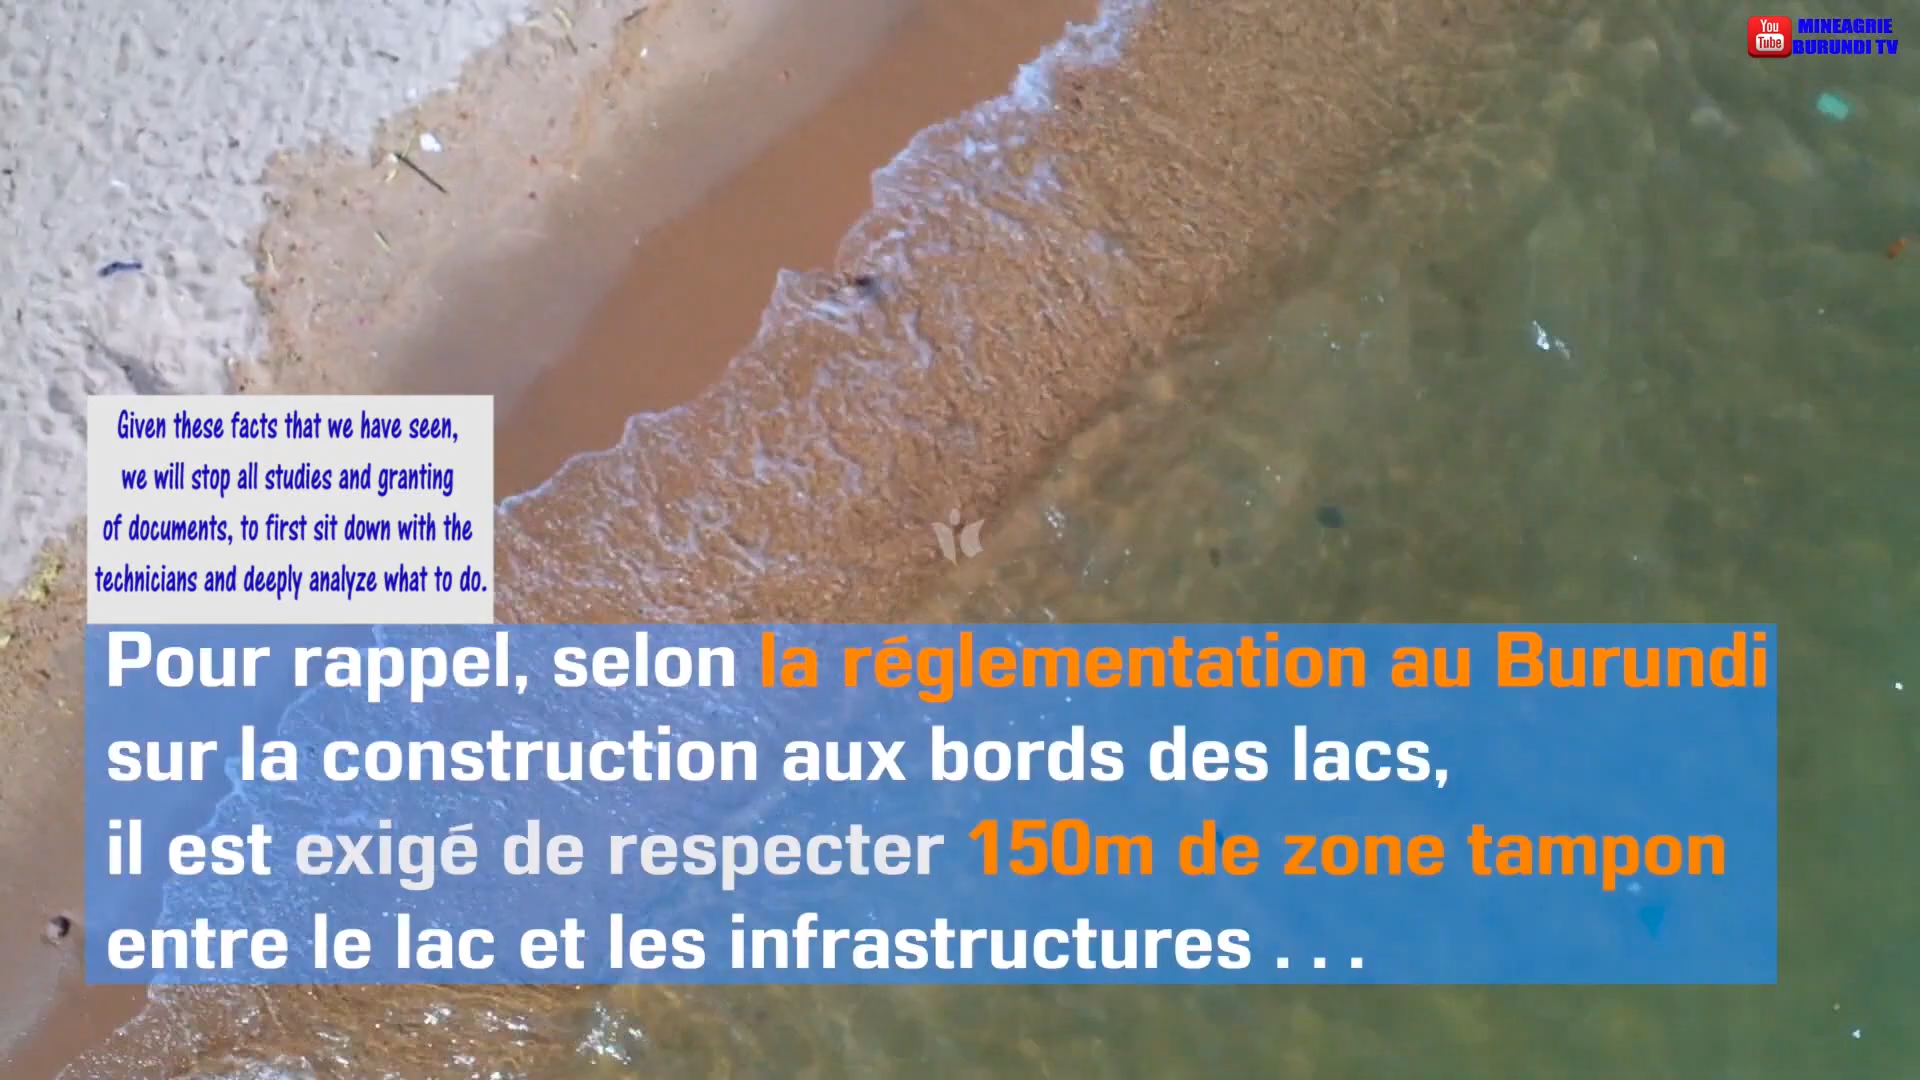 You
Tube
MINEAGRIE
BURUNDI TV
Given these facts that we have seen,
we will stop all studies and granting
of documents, to first sit down with the
technicians and deeply analyze what to do.
Pour rappel, selon la réglementation au Burundi
sur la construction aux bords des lacs,
il est exigé de respecter 150m de zone tampon
entre le lac et les infrastructures . . .